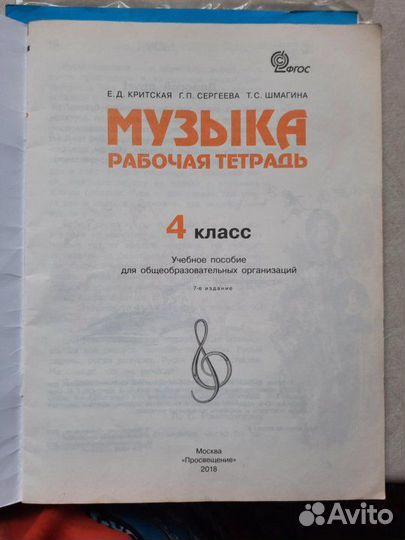 ФГОС
Е. Д. КРИТСКАЯ Г. П. СЕРГЕЕВА Т. С. ШМАГИНА
МУЗЫКА
РАБОЧАЯ ТЕТРАДЬ
4 класс
Учебное пособие
для общеобразовательных организаций
7-е издание
Москва
«Просвещение»
2018
Avito